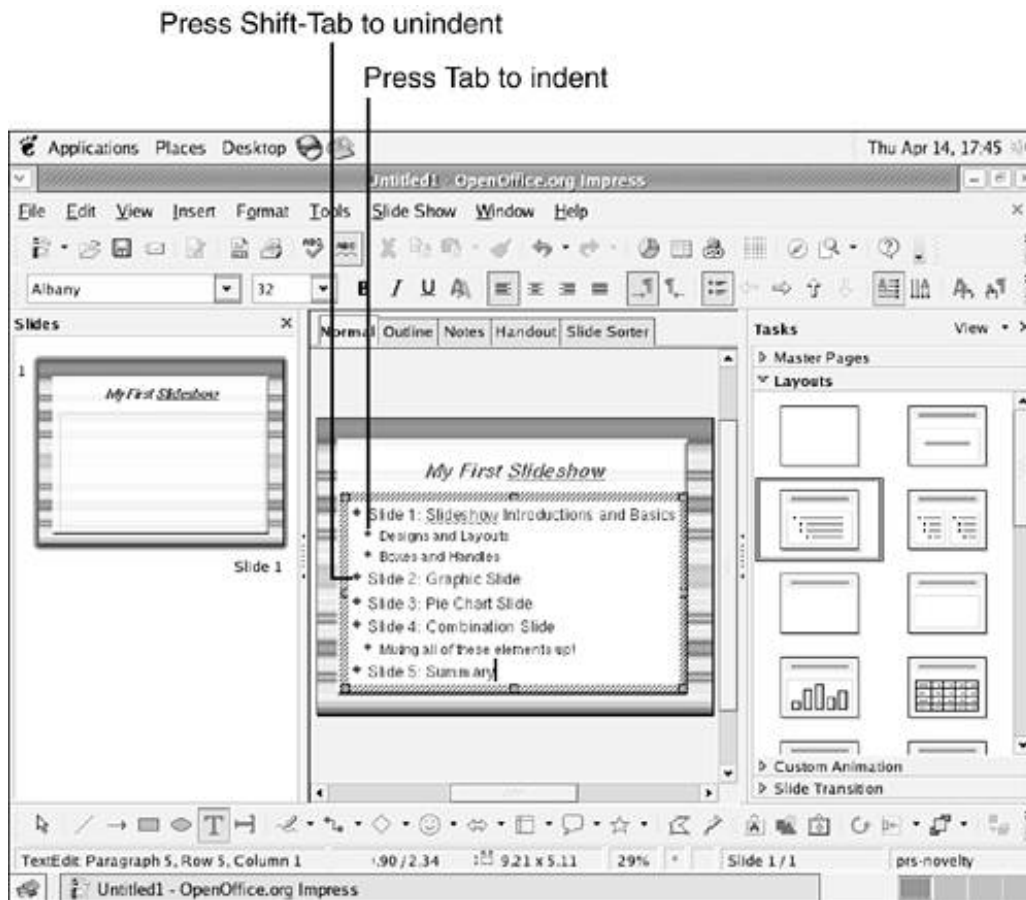 Press Shift-Tab to unindent
Press Tab to indent
Applications Places Desktop Thu Apr 14, 17:45
Untitled1 - OpenOffice.org Impress
File Edit View Insert Format Tools Slide Show Window Help
Albany 32 B I U
Slides Normal Outline Notes Handout Slide Sorter Tasks View
Master Pages
Layouts
1
My First Slideshow
My First Slideshow
Slide 1: Slideshow Introductions and Basics
Designs and Layouts
Boxes and Handles
Slide 1
Slide 2: Graphic Slide
Slide 3: Pie Chart Slide
Slide 4: Combination Slide
Mixing all of these elements up!
Slide 5: Summary
Custom Animation
Slide Transition
T
TextEdit: Paragraph 5, Row 5, Column 1 .90/2.34 9.21 x 5.11 29% * Slide 1/1 prs-novelty
Untitled1 - OpenOffice.org Impress